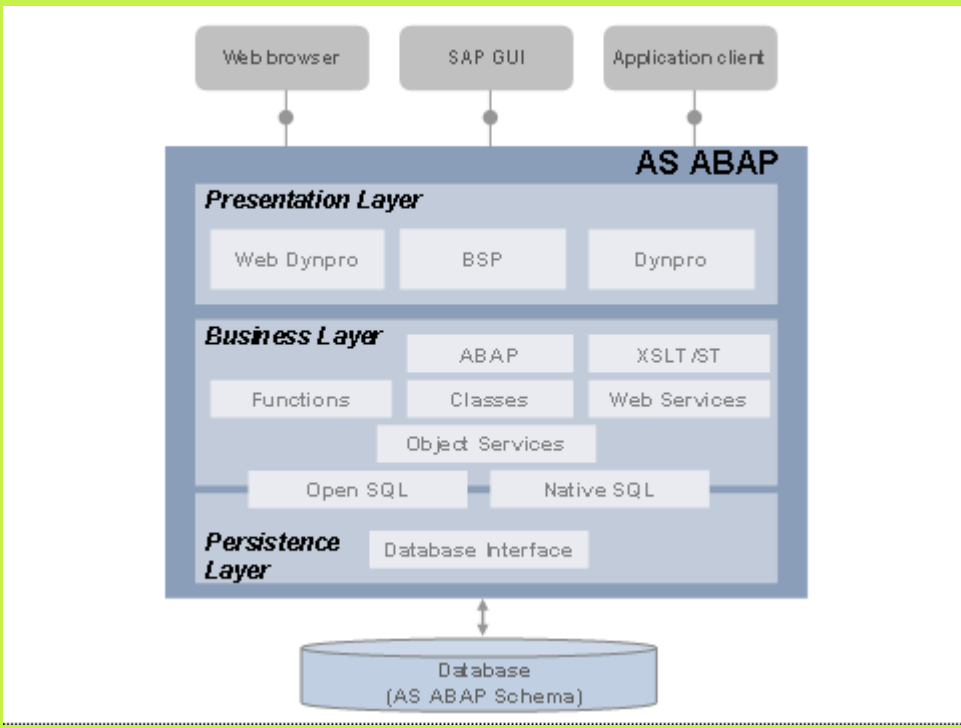 Web browser
SAP GUI
Application client
AS ABAP
Presentation Layer
Web Dynpro
BSP
Dynpro
Business Layer
ABAP
XSLT/ST
Functions
Classes
Web Services
Object Services
Open SQL
Native SQL
Persistence
Layer
Database Interface
Database
(AS ABAP Schema)